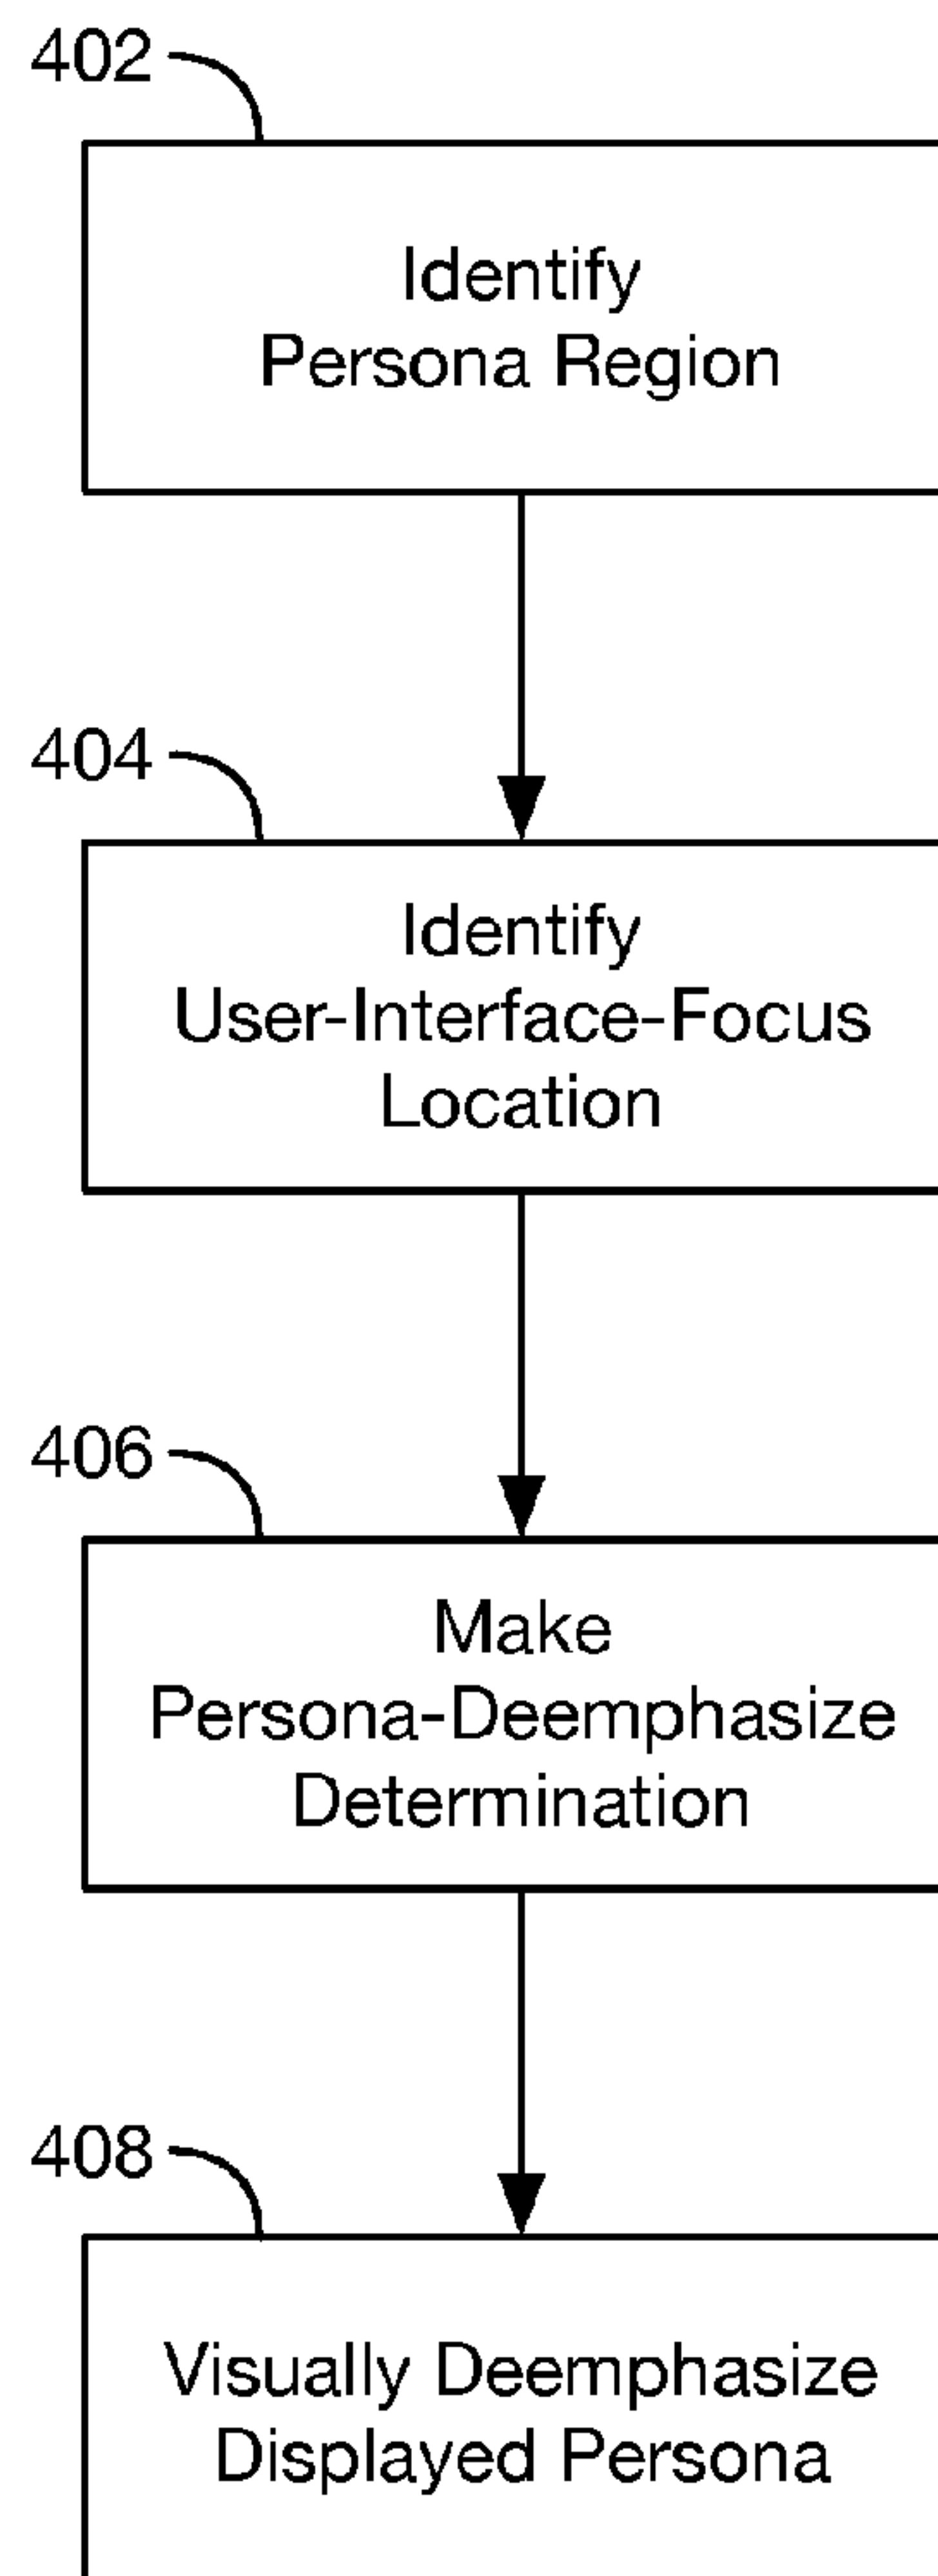 402
Identify
Persona Region
404
Identify
User-Interface-Focus
Location
406
Make
Persona-Deemphasize
Determination
408
Visually Deemphasize
Displayed Persona